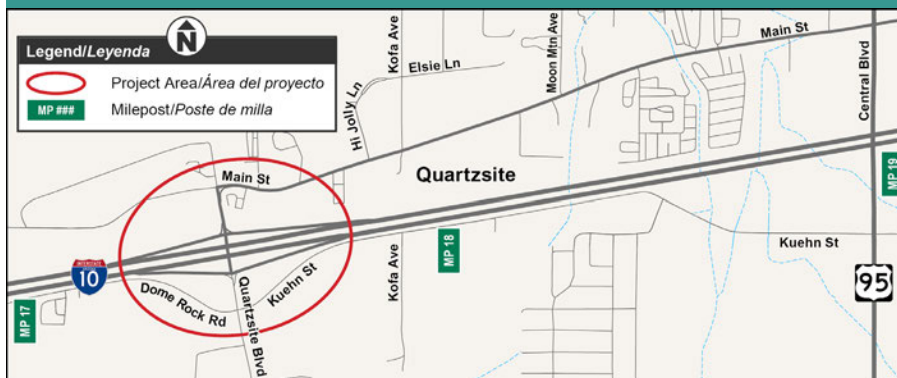 Legend/Leyenda
N
Project Area/Área del proyecto
MP ### Milepost/Poste de milla
Kofa Ave
Elsie Ln
Hi Jolly Ln
Moon Mtn Ave
Main St
Central Blvd
Main St
Quartzsite
MP 19
MP 18
Kuehn St
INTERSTATE
10
Kofa Ave
Kuehn St
Dome Rock Rd
Quartzsite Blvd
95
MP 17